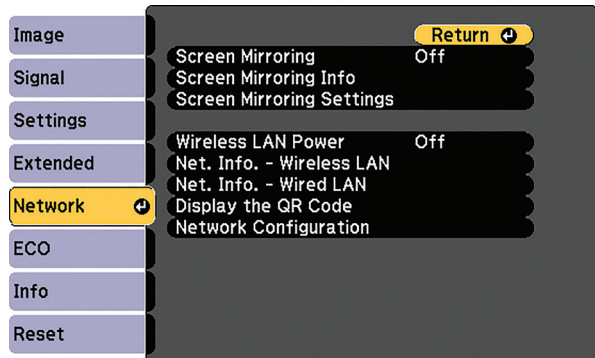 Image
Signal
Settings
Extended
Network
ECO
Info
Reset
Return
Screen Mirroring Off
Screen Mirroring Info
Screen Mirroring Settings
Wireless LAN Power Off
Net. Info. - Wireless LAN
Net. Info. - Wired LAN
Display the QR Code
Network Configuration